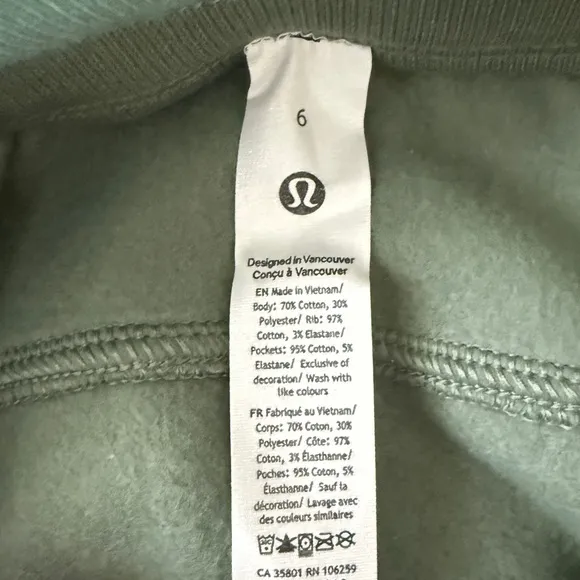 6
Designed in Vancouver
Conçu à Vancouver
EN Made in Vietnam/
Body: 70% Cotton, 30%
Polyester/ Rib: 97%
Cotton, 3% Elastane/
Pockets: 95% Cotton, 5%
Elastane/ Exclusive of
decoration/ Wash with
like colours
FR Fabriqué au Vietnam/
Corps: 70% Coton, 30%
Polyester/ Côte: 97%
Coton, 3% Élasthanne/
Poches: 95% Coton, 5%
Élasthanne/ Sauf la
décoration/ Lavage avec
des couleurs similaires
CA 35801 RN 106259